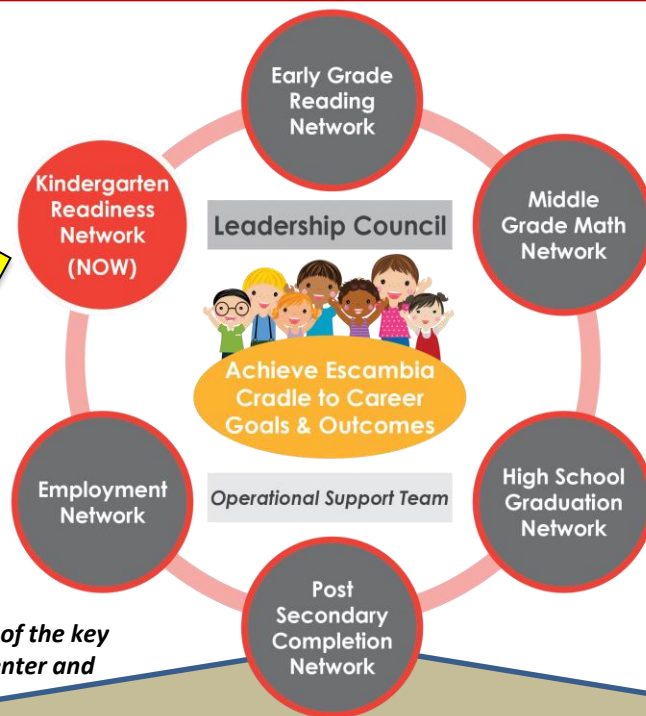 Early Grade
Reading
Network
Kindergarten
Readiness
Network
(NOW)
Middle
Grade Math
Network
Leadership Council
Achieve Escambia
Cradle to Career
Goals & Outcomes
Employment
Network
Operational Support Team
High School
Graduation
Network
Post
Secondary
Completion
Network
of the key
enter and